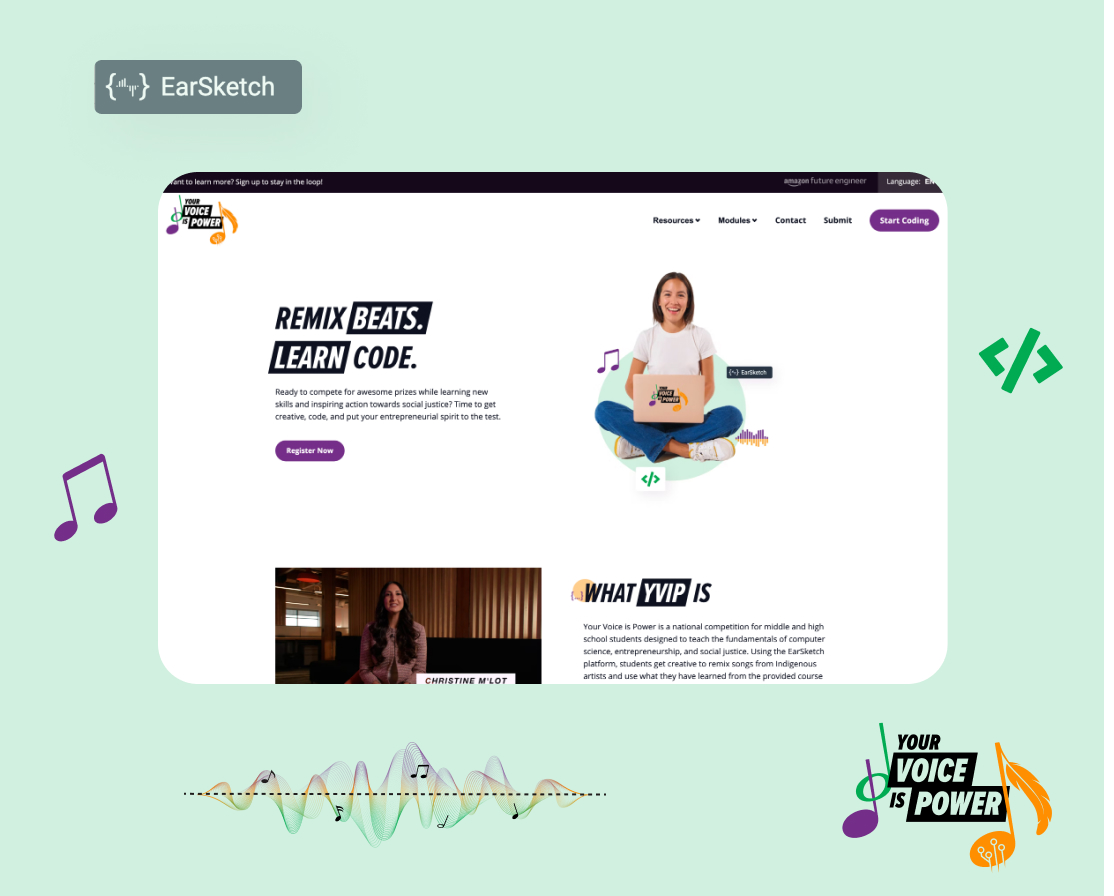 EarSketch
ant to learn more? Sign up to stay in the loop!
amazon future engineer
Language: EN
YOUR
VOICE
IS POWER
Resources
Modules
Contact
Submit
Start Coding
REMIX BEATS.
LEARN CODE.
Ready to compete for awesome prizes while learning new
skills and inspiring action towards social justice? Time to get
creative, code, and put your entrepreneurial spirit to the test.
Register Now
EarSketch
YOUR
VOICE
IS POWER
CHRISTINE M'LOT
WHAT YVIP IS
Your Voice is Power is a national competition for middle and high
school students designed to teach the fundamentals of computer
science, entrepreneurship, and social justice. Using the EarSketch
platform, students get creative to remix songs from Indigenous
artists and use what they have learned from the provided course
YOUR
VOICE
IS POWER